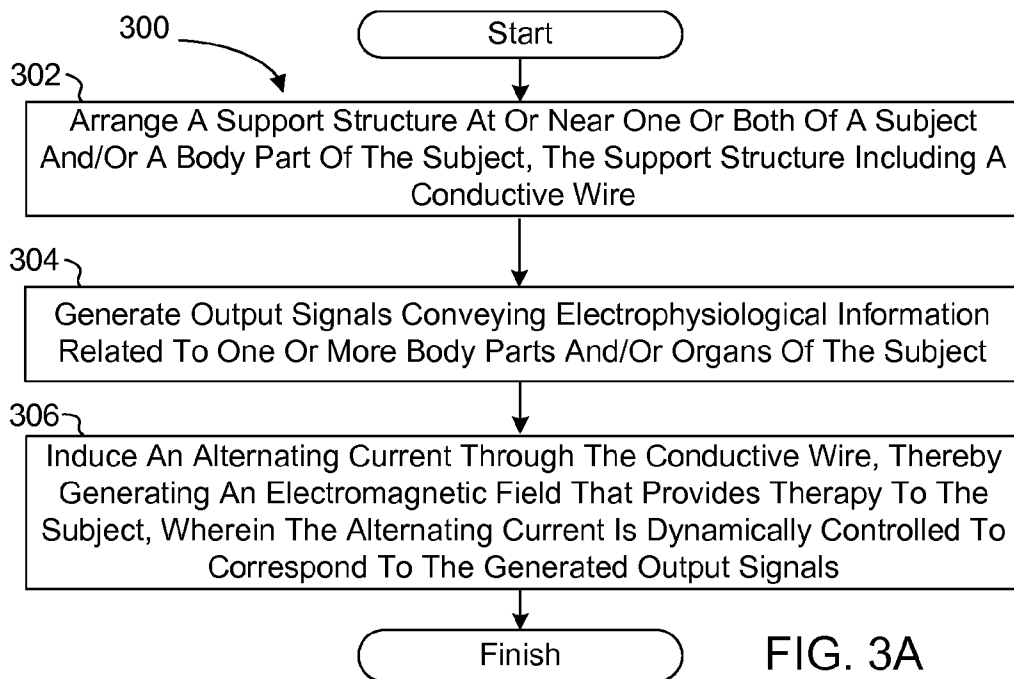 300
Start
302
Arrange A Support Structure At Or Near One Or Both Of A Subject
And/Or A Body Part Of The Subject, The Support Structure Including A
Conductive Wire
304
Generate Output Signals Conveying Electrophysiological Information
Related To One Or More Body Parts And/Or Organs Of The Subject
306
Induce An Alternating Current Through The Conductive Wire, Thereby
Generating An Electromagnetic Field That Provides Therapy To The
Subject, Wherein The Alternating Current Is Dynamically Controlled To
Correspond To The Generated Output Signals
Finish
FIG. 3A